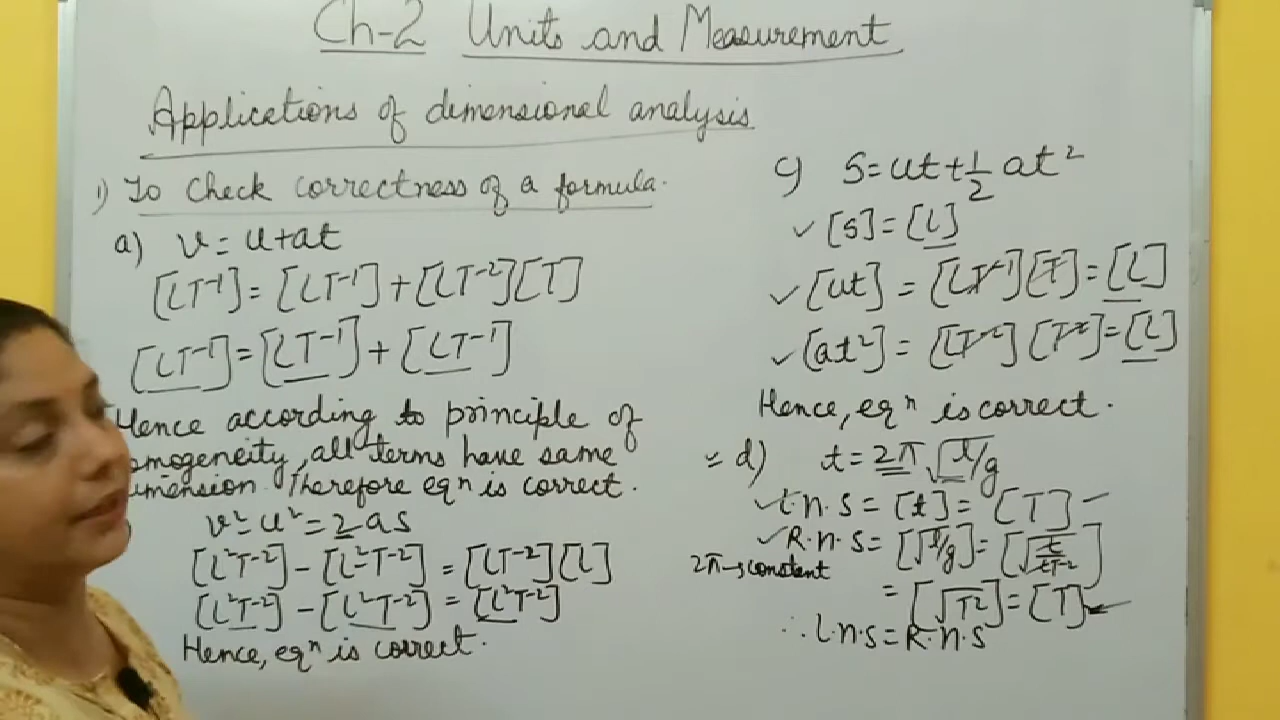 Ch-2 Units and Measurement
Applications of dimensional analysis
1) To Check correctness of a formula.
a) v = u+at
[LT⁻¹] = [LT⁻¹] + [LT⁻²][T]
[LT⁻¹] = [LT⁻¹] + [LT⁻¹]
Hence according to principle of
omogeneity, all terms have same
imension. Therefore eqⁿ is correct.
v² - u² = 2as
[L²T⁻²] - [L²T⁻²] = [LT⁻²][L]
[L²T⁻²] - [L²T⁻²] = [L²T⁻²]
Hence, eqⁿ is correct.
c) S = ut + 1/2 at²
✓ [S] = [L]
✓ [ut] = [LT⁻¹][T] = [L]
✓ [at²] = [LT⁻²][T²] = [L]
Hence, eqⁿ is correct.
d) t = 2π √l/g
✓ L.H.S = [t] = [T]
✓ R.H.S = [√l/g] = [√L/LT⁻²]
2π→constant
= [√T²] = [T]
∴ L.H.S = R.H.S